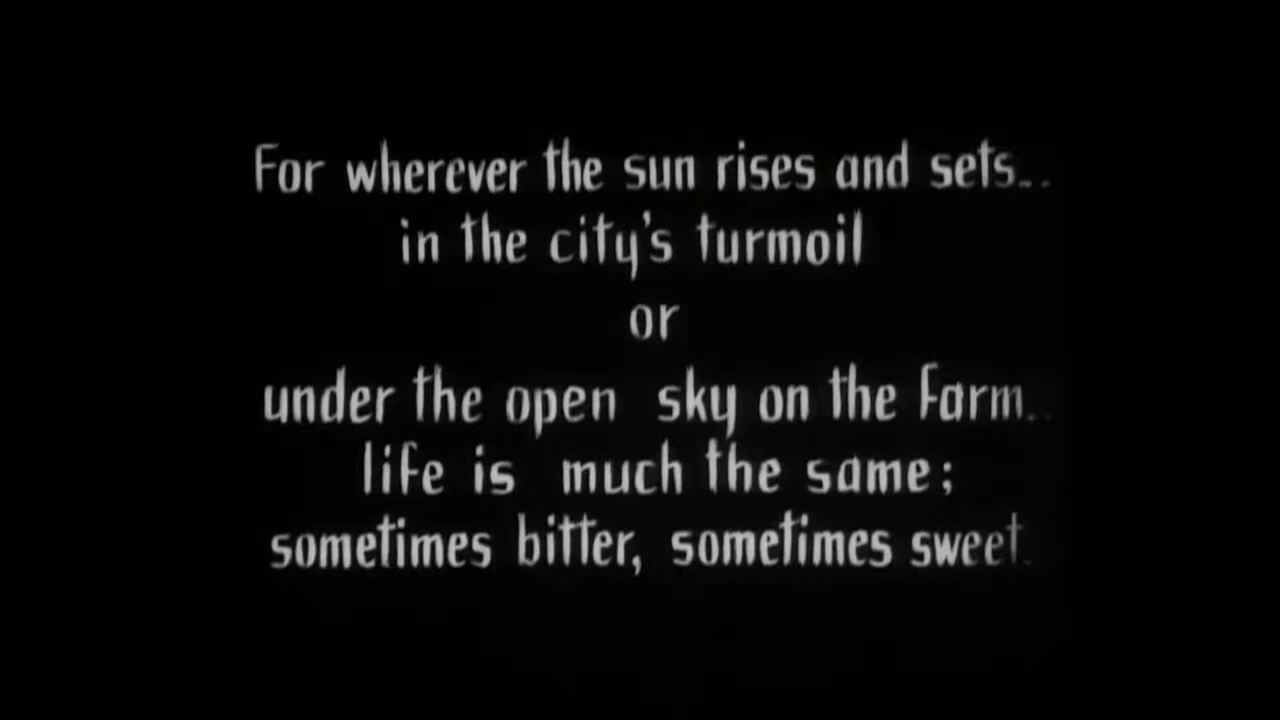 For wherever the sun rises and sets..
in the city's turmoil
or
under the open sky on the farm..
life is much the same;
sometimes bitter, sometimes sweet.